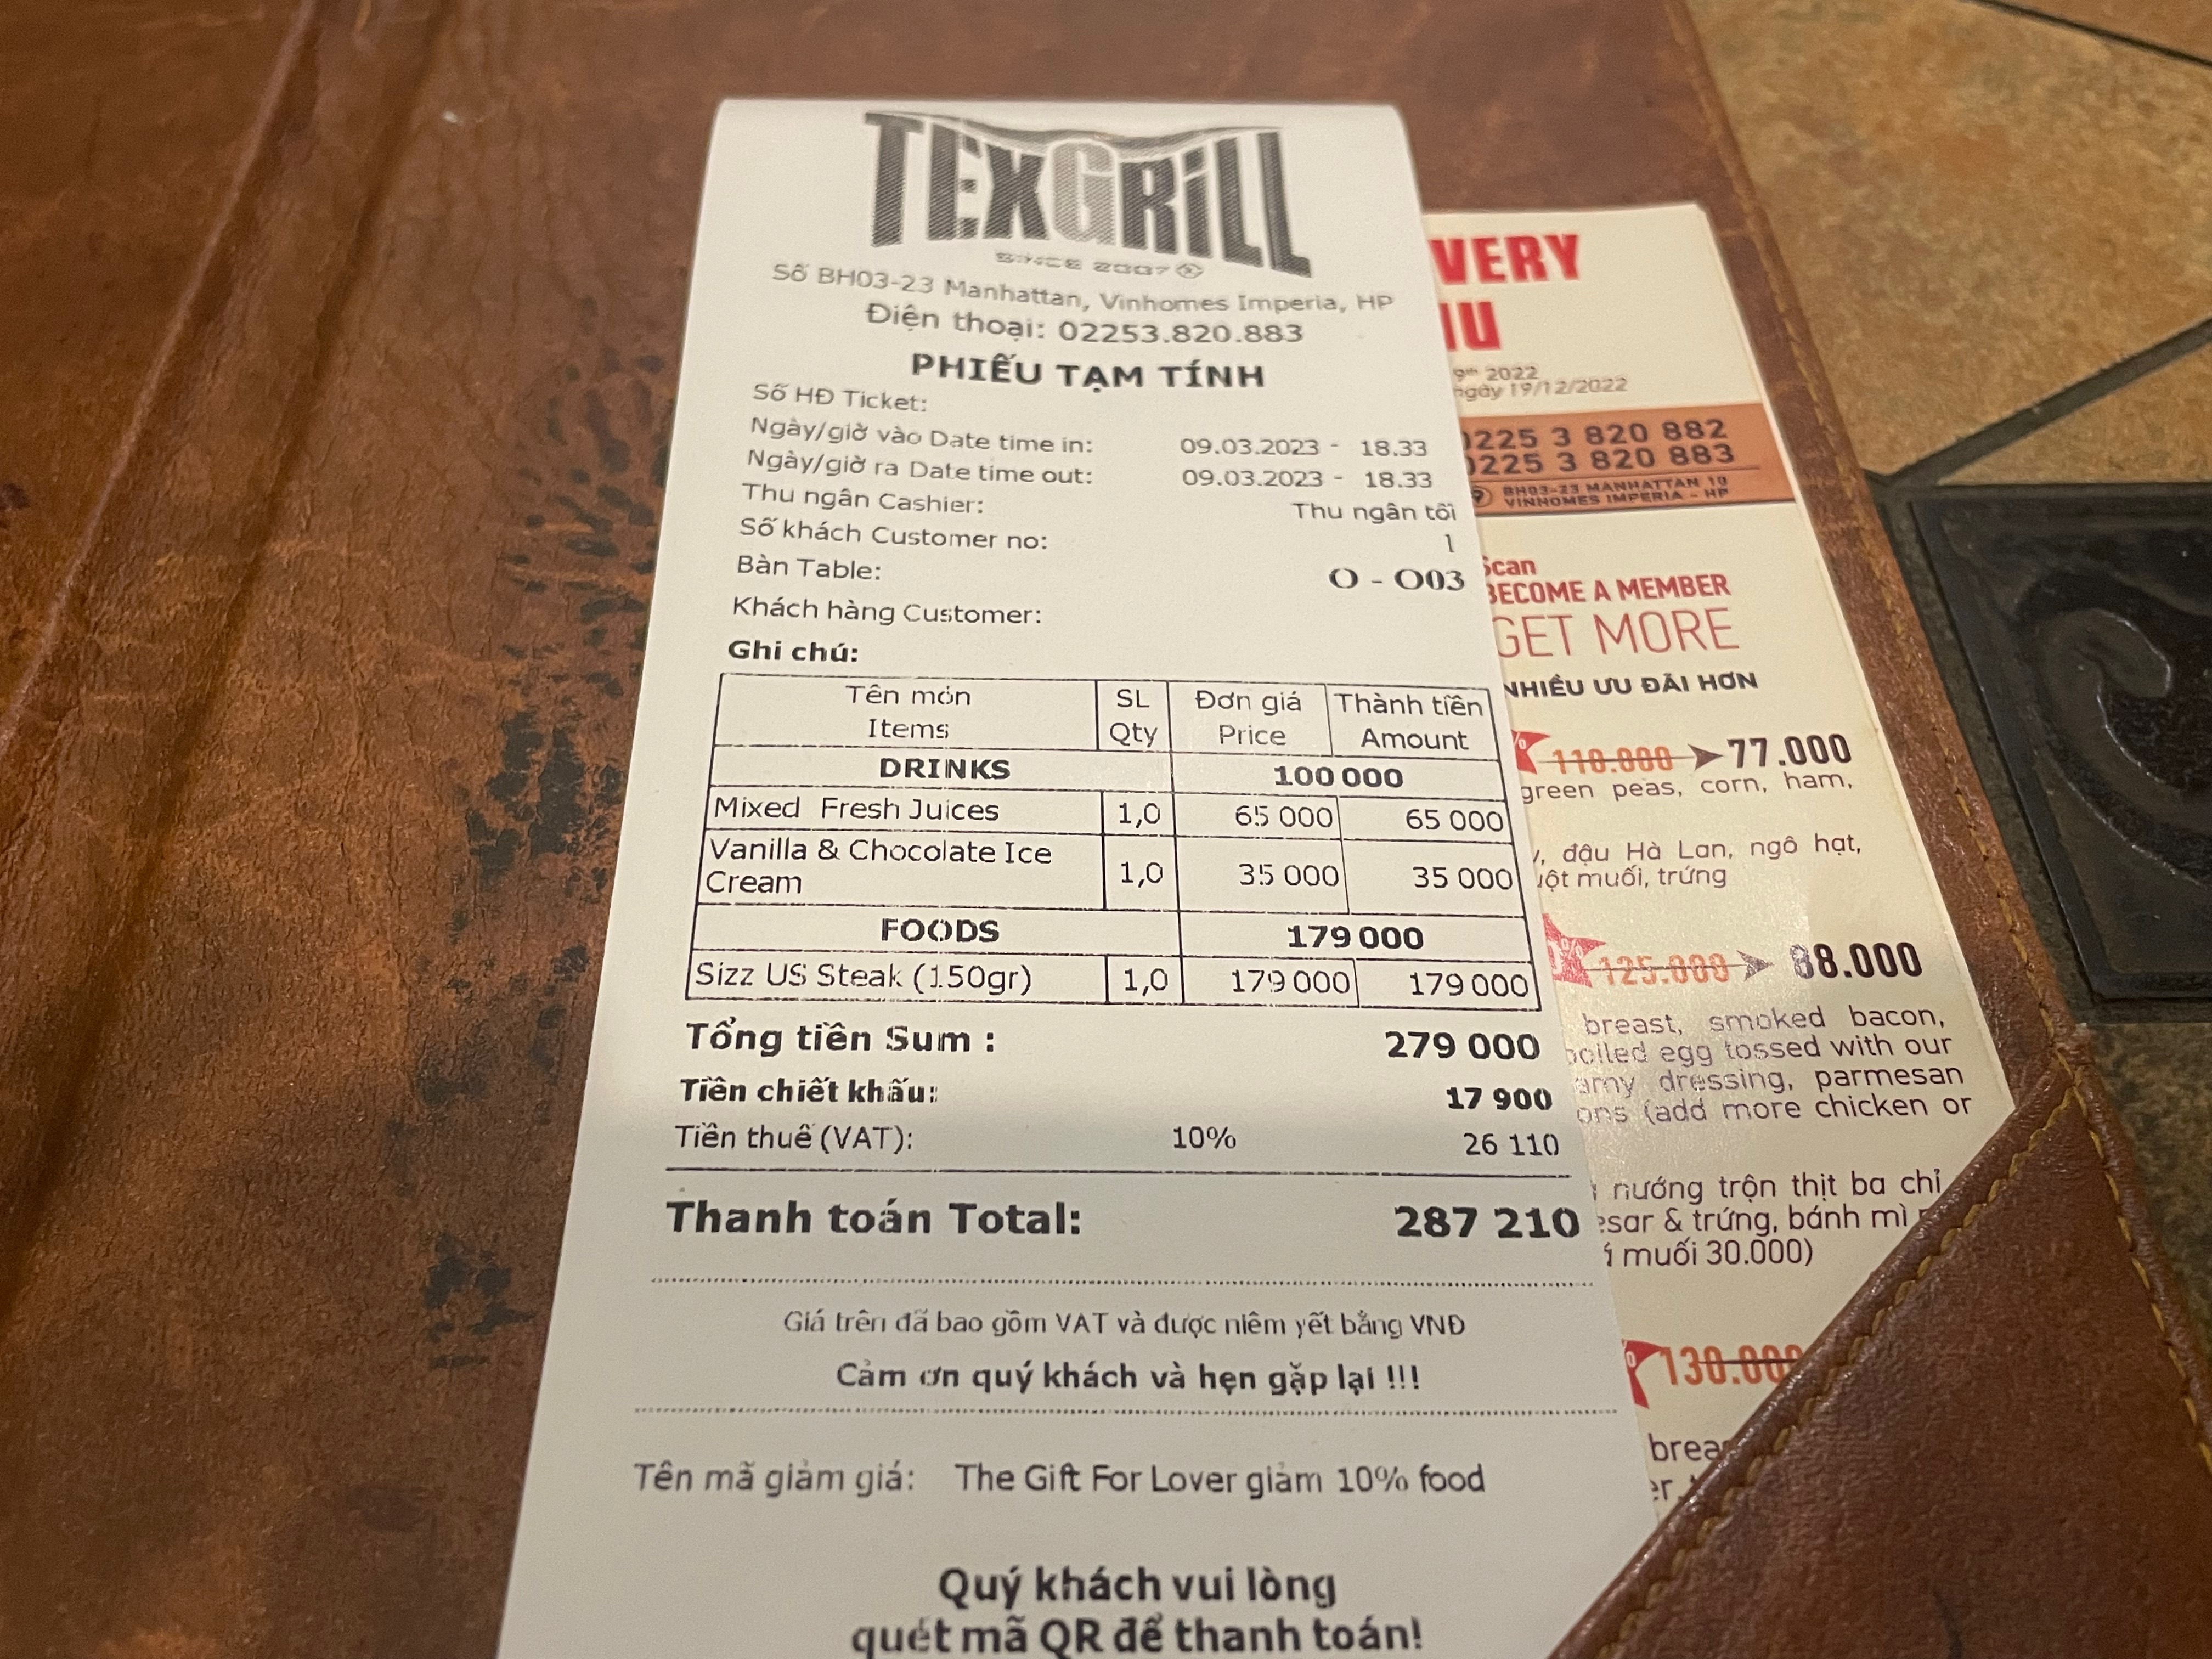 TEXGRILL
SINCE 2007 ®
Số BH03-23 Manhattan, Vinhomes Imperia, HP
Điện thoại: 02253.820.883
PHIẾU TẠM TÍNH
Số HĐ Ticket:
Ngày/giờ vào Date time in: 09.03.2023 - 18.33
Ngày/giờ ra Date time out: 09.03.2023 - 18.33
Thu ngân Cashier: Thu ngân tối
Số khách Customer no: 1
Bàn Table: O - O03
Khách hàng Customer:
Ghi chú:
Tên món SL Đơn giá Thành tiền
Items Qty Price Amount
DRINKS 100 000
Mixed Fresh Juices 1,0 65 000 65 000
Vanilla & Chocolate Ice
Cream 1,0 35 000 35 000
FOODS 179 000
Sizz US Steak (150gr) 1,0 179 000 179 000
Tổng tiền Sum : 279 000
Tiền chiết khấu: 17 900
Tiền thuế (VAT): 10% 26 110
Thanh toán Total: 287 210
Giá trên đã bao gồm VAT và được niêm yết bằng VNĐ
Cảm ơn quý khách và hẹn gặp lại !!!
Tên mã giảm giá: The Gift For Lover giảm 10% food
Quý khách vui lòng
quét mã QR để thanh toán!
VERY
9th 2022
ngày 19/12/2022
0225 3 820 882
0225 3 820 883
BH03-23 MANHATTAN 10
VINHOMES IMPERIA - HP
Scan
BECOME A MEMBER
GET MORE
NHIỀU ƯU ĐÃI HƠN
110.000 77.000
green peas, corn, ham,
đậu Hà Lan, ngô hạt,
muối, trứng
125.000 88.000
breast, smoked bacon,
boiled egg tossed with our
dressing, parmesan
(add more chicken or
nướng trộn thịt ba chỉ
& trứng, bánh mì
muối 30.000)
130.000